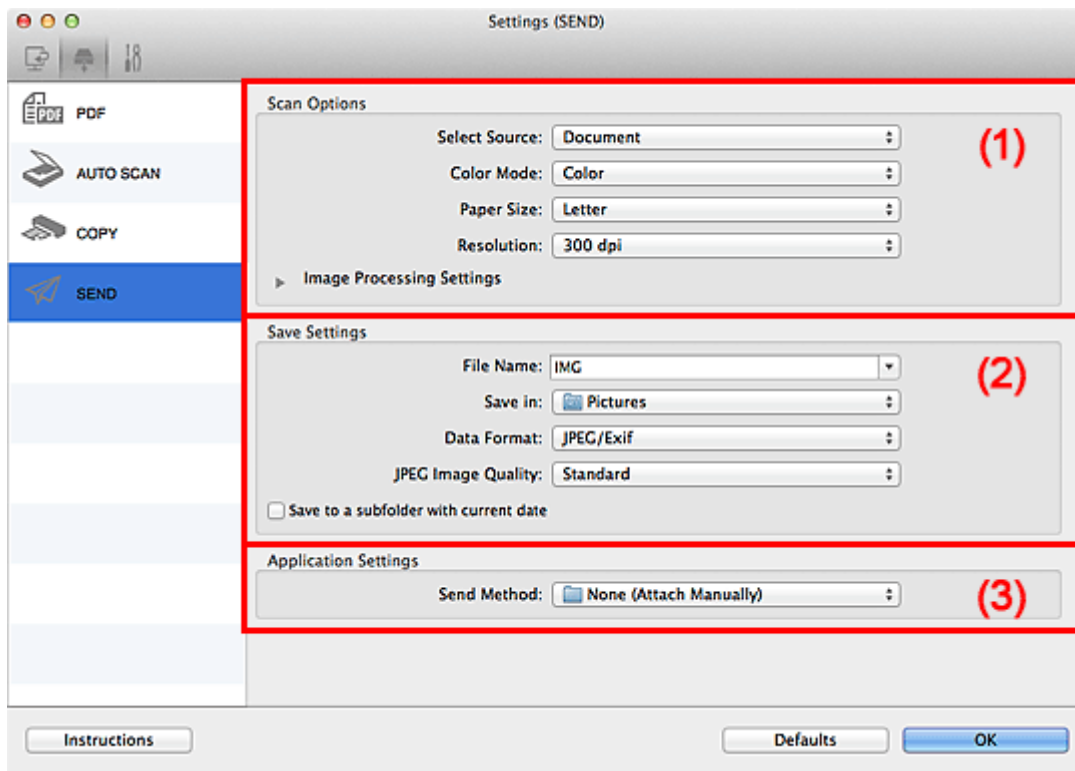 Settings (SEND)
PDF
PDF
AUTO SCAN
COPY
SEND
Scan Options
(1)
Select Source: Document
Color Mode: Color
Paper Size: Letter
Resolution: 300 dpi
Image Processing Settings
Save Settings
(2)
File Name: IMG
Save in: Pictures
Data Format: JPEG/Exif
JPEG Image Quality: Standard
Save to a subfolder with current date
Application Settings
(3)
Send Method: None (Attach Manually)
Instructions
Defaults
OK